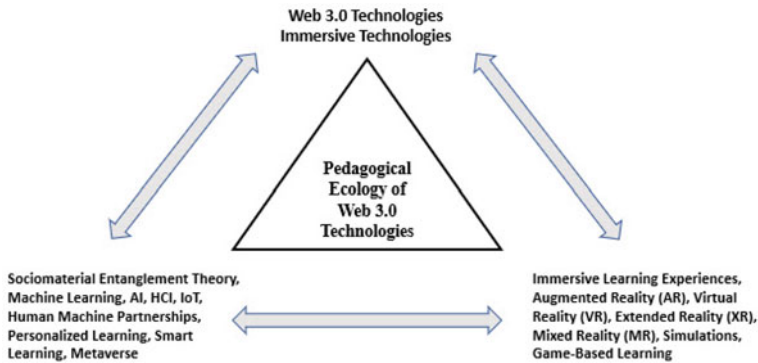 Web 3.0 Technologies
Immersive Technologies
Pedagogical
Ecology of
Web 3.0
Technologies
Sociomaterial Entanglement Theory,
Machine Learning, AI, HCI, IoT,
Human Machine Partnerships,
Personalized Learning, Smart
Learning, Metaverse
Immersive Learning Experiences,
Augmented Reality (AR), Virtual
Reality (VR), Extended Reality (XR),
Mixed Reality (MR), Simulations,
Game-Based Learning